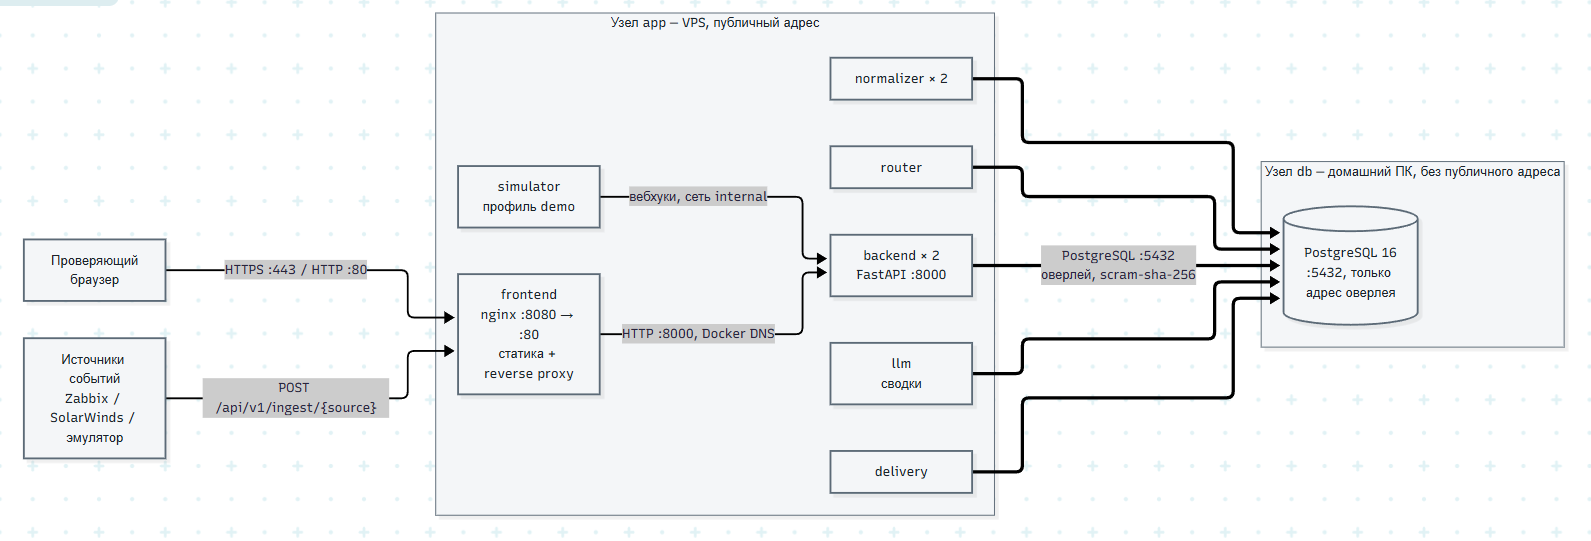 Узел app — VPS, публичный адрес
normalizer × 2
router
simulator
профиль demo
вебхуки, сеть internal
Проверяющий
браузер
HTTPS :443 / HTTP :80
frontend
nginx :8080 →
:80
статика +
reverse proxy
HTTP :8000, Docker DNS
backend × 2
FastAPI :8000
PostgreSQL :5432
оверлей, scram-sha-256
Узел db — домашний ПК, без публичного адреса
PostgreSQL 16
:5432, только
адрес оверлея
Источники
событий
Zabbix /
SolarWinds /
эмулятор
POST
/api/v1/ingest/{source}
llm
сводки
delivery